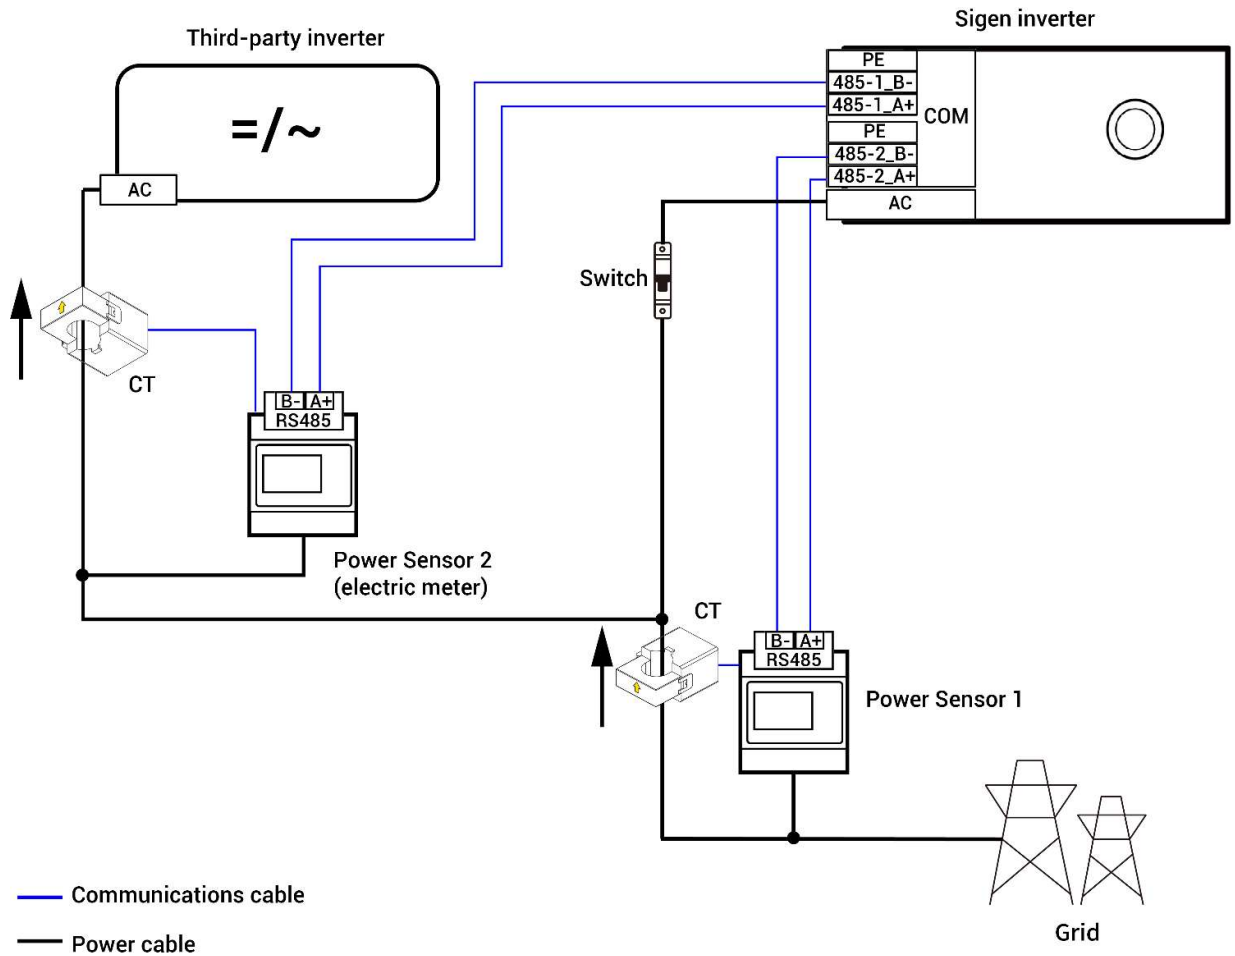 Sigen inverter
Third-party inverter
=/~
PE
485-1_B-
485-1_A+
COM
PE
485-2_B-
485-2_A+
AC
AC
Switch
CT
B- A+
RS485
Power Sensor 2
(electric meter)
CT
B- A+
RS485
Power Sensor 1
Communications cable
Power cable
Grid